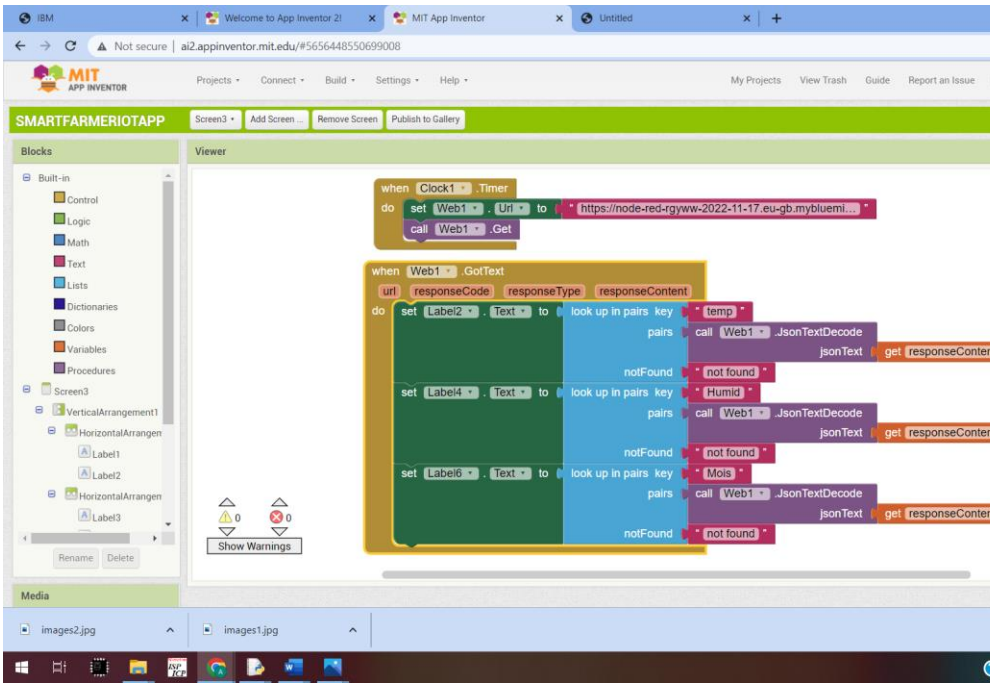 IBM
Welcome to App Inventor 2!
MIT App Inventor
Untitled
Not secure | ai2.appinventor.mit.edu/#5656448550699008
MIT
APP INVENTOR
Projects Connect Build Settings Help My Projects View Trash Guide Report an Issue
SMARTFARMERIOTAPP Screen3 Add Screen ... Remove Screen Publish to Gallery
Blocks Viewer
Built-in
Control
Logic
Math
Text
Lists
Dictionaries
Colors
Variables
Procedures
Screen3
VerticalArrangement1
HorizontalArrangen
Label1
Label2
HorizontalArrangen
Label3
Rename Delete
Media
when Clock1 .Timer
do set Web1 . Url to " https://node-red-rgyww-2022-11-17.eu-gb.mybluemi... "
call Web1 .Get
when Web1 .GotText
url responseCode responseType responseContent
do set Label2 . Text to look up in pairs key " temp "
pairs call Web1 .JsonTextDecode
jsonText get responseConter
notFound " not found "
set Label4 . Text to look up in pairs key " Humid "
pairs call Web1 .JsonTextDecode
jsonText get responseConter
notFound " not found "
set Label6 . Text to look up in pairs key " Mois "
pairs call Web1 .JsonTextDecode
jsonText get responseConter
notFound " not found "
0 0
Show Warnings
images2.jpg images1.jpg
ISP
ICP